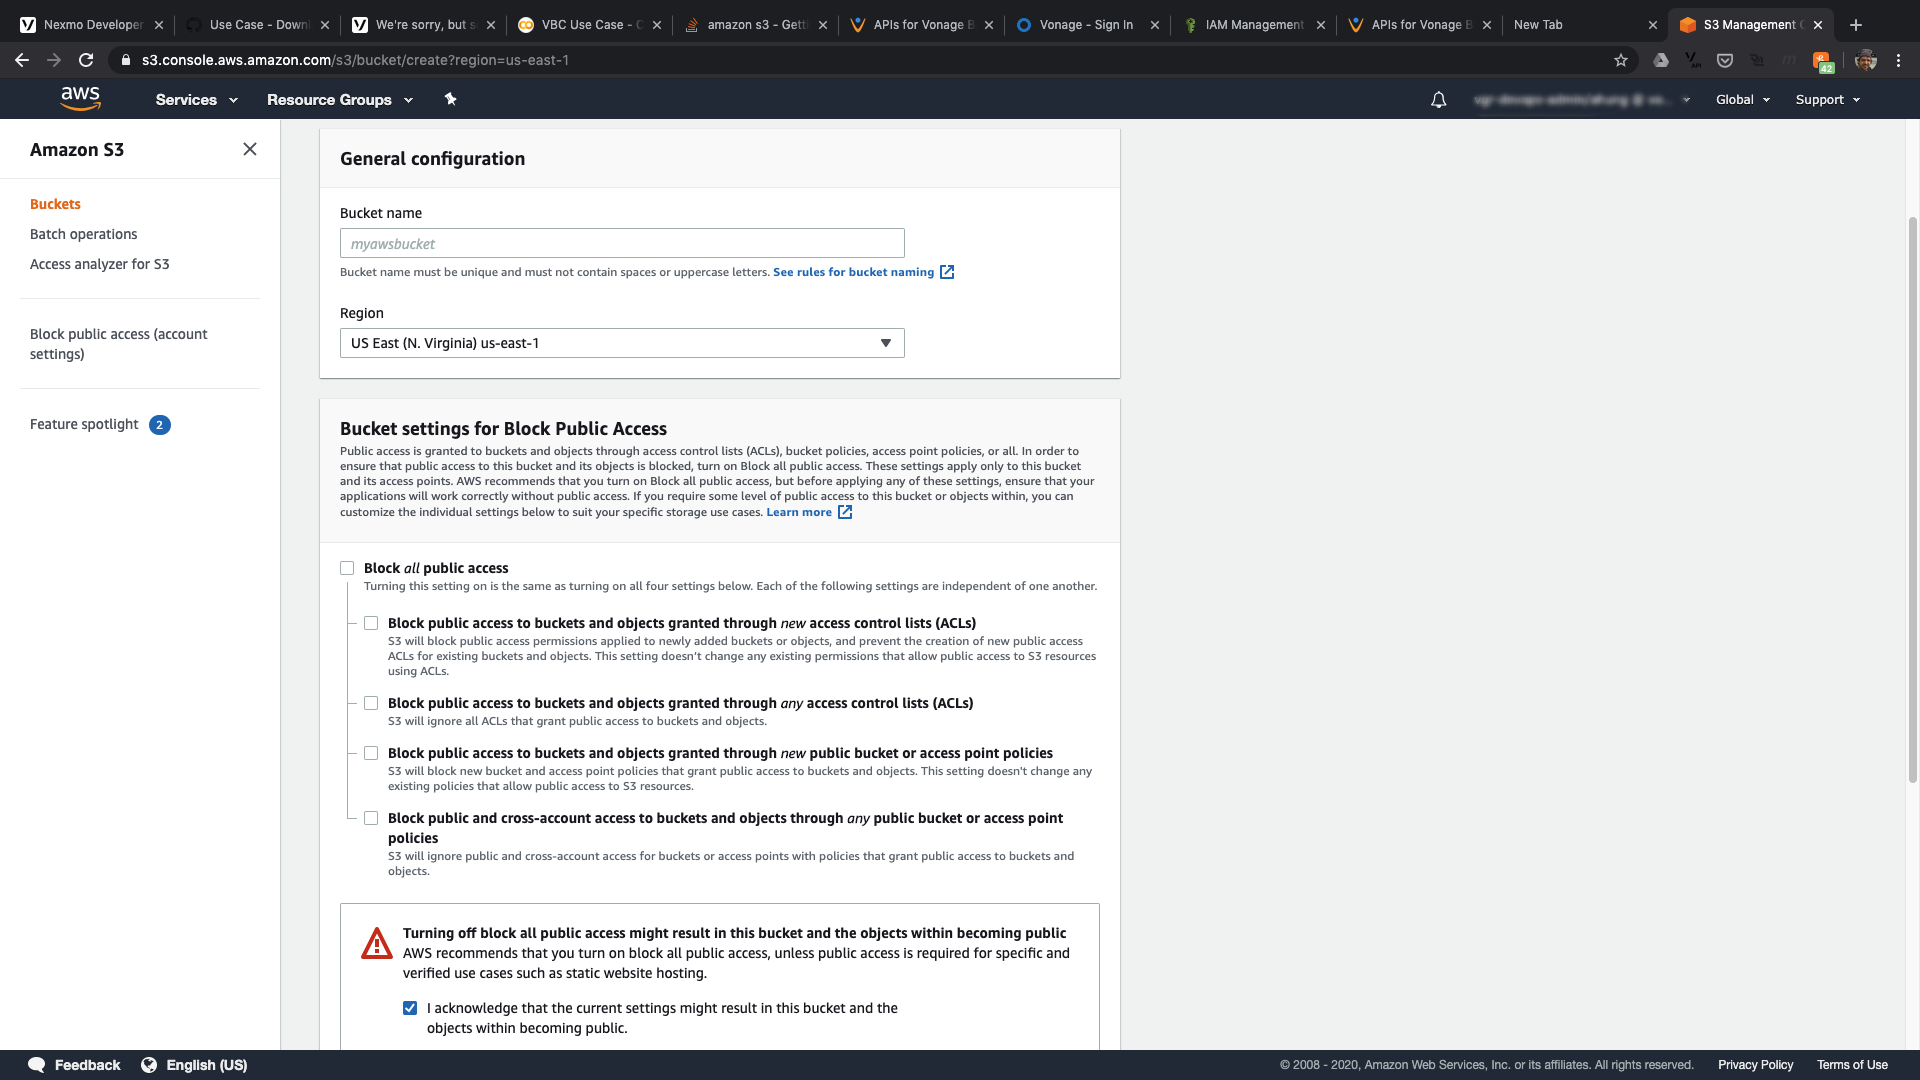 Nexmo Developer
Use Case - Downl
We're sorry, but s
VBC Use Case - C
amazon s3 - Getti
APIs for Vonage B
Vonage - Sign In
IAM Management
APIs for Vonage B
New Tab
S3 Management C
s3.console.aws.amazon.com/s3/bucket/create?region=us-east-1
42
aws
Services
Resource Groups
Global
Support
Amazon S3
Buckets
Batch operations
Access analyzer for S3
Block public access (account
settings)
Feature spotlight 2
General configuration
Bucket name
myawsbucket
Bucket name must be unique and must not contain spaces or uppercase letters. See rules for bucket naming
Region
US East (N. Virginia) us-east-1
Bucket settings for Block Public Access
Public access is granted to buckets and objects through access control lists (ACLs), bucket policies, access point policies, or all. In order to
ensure that public access to this bucket and its objects is blocked, turn on Block all public access. These settings apply only to this bucket
and its access points. AWS recommends that you turn on Block all public access, but before applying any of these settings, ensure that your
applications will work correctly without public access. If you require some level of public access to this bucket or objects within, you can
customize the individual settings below to suit your specific storage use cases. Learn more
Block all public access
Turning this setting on is the same as turning on all four settings below. Each of the following settings are independent of one another.
Block public access to buckets and objects granted through new access control lists (ACLs)
S3 will block public access permissions applied to newly added buckets or objects, and prevent the creation of new public access
ACLs for existing buckets and objects. This setting doesn't change any existing permissions that allow public access to S3 resources
using ACLs.
Block public access to buckets and objects granted through any access control lists (ACLs)
S3 will ignore all ACLs that grant public access to buckets and objects.
Block public access to buckets and objects granted through new public bucket or access point policies
S3 will block new bucket and access point policies that grant public access to buckets and objects. This setting doesn't change any
existing policies that allow public access to S3 resources.
Block public and cross-account access to buckets and objects through any public bucket or access point
policies
S3 will ignore public and cross-account access for buckets or access points with policies that grant public access to buckets and
objects.
Turning off block all public access might result in this bucket and the objects within becoming public
AWS recommends that you turn on block all public access, unless public access is required for specific and
verified use cases such as static website hosting.
I acknowledge that the current settings might result in this bucket and the
objects within becoming public.
Feedback
English (US)
© 2008 - 2020, Amazon Web Services, Inc. or its affiliates. All rights reserved.
Privacy Policy
Terms of Use